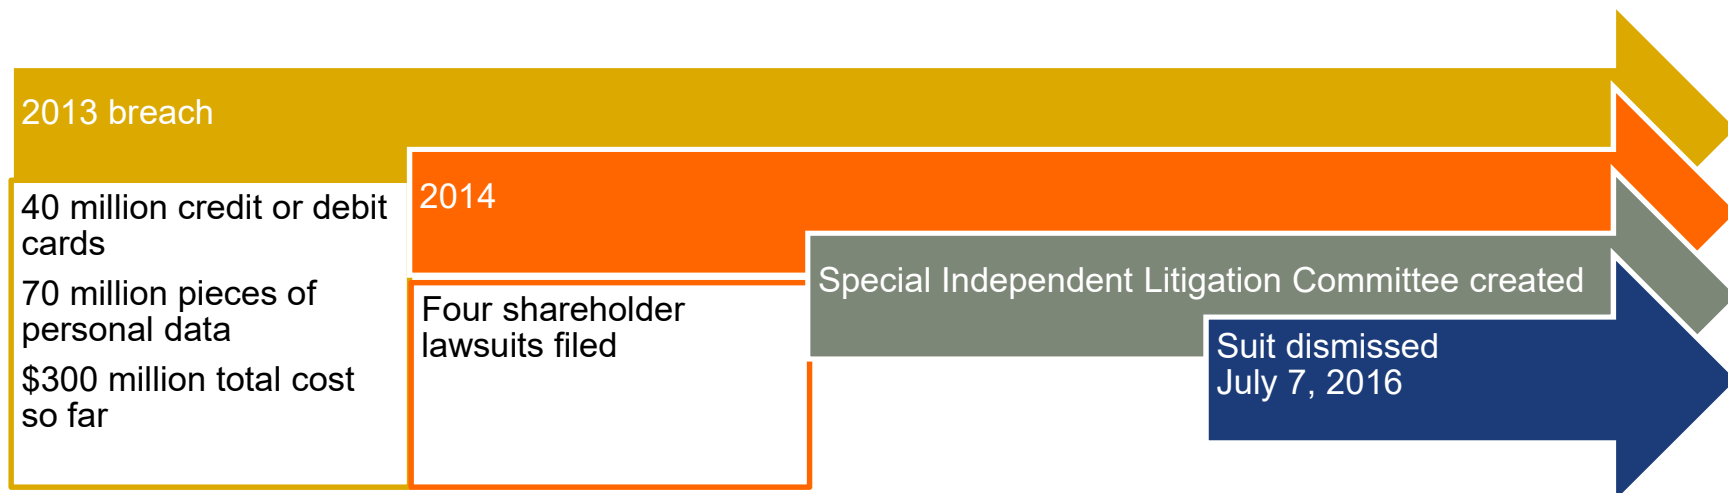 2013 breach
40 million credit or debit
cards
70 million pieces of
personal data
$300 million total cost
so far
2014
Four shareholder
lawsuits filed
Special Independent Litigation Committee created
Suit dismissed
July 7, 2016